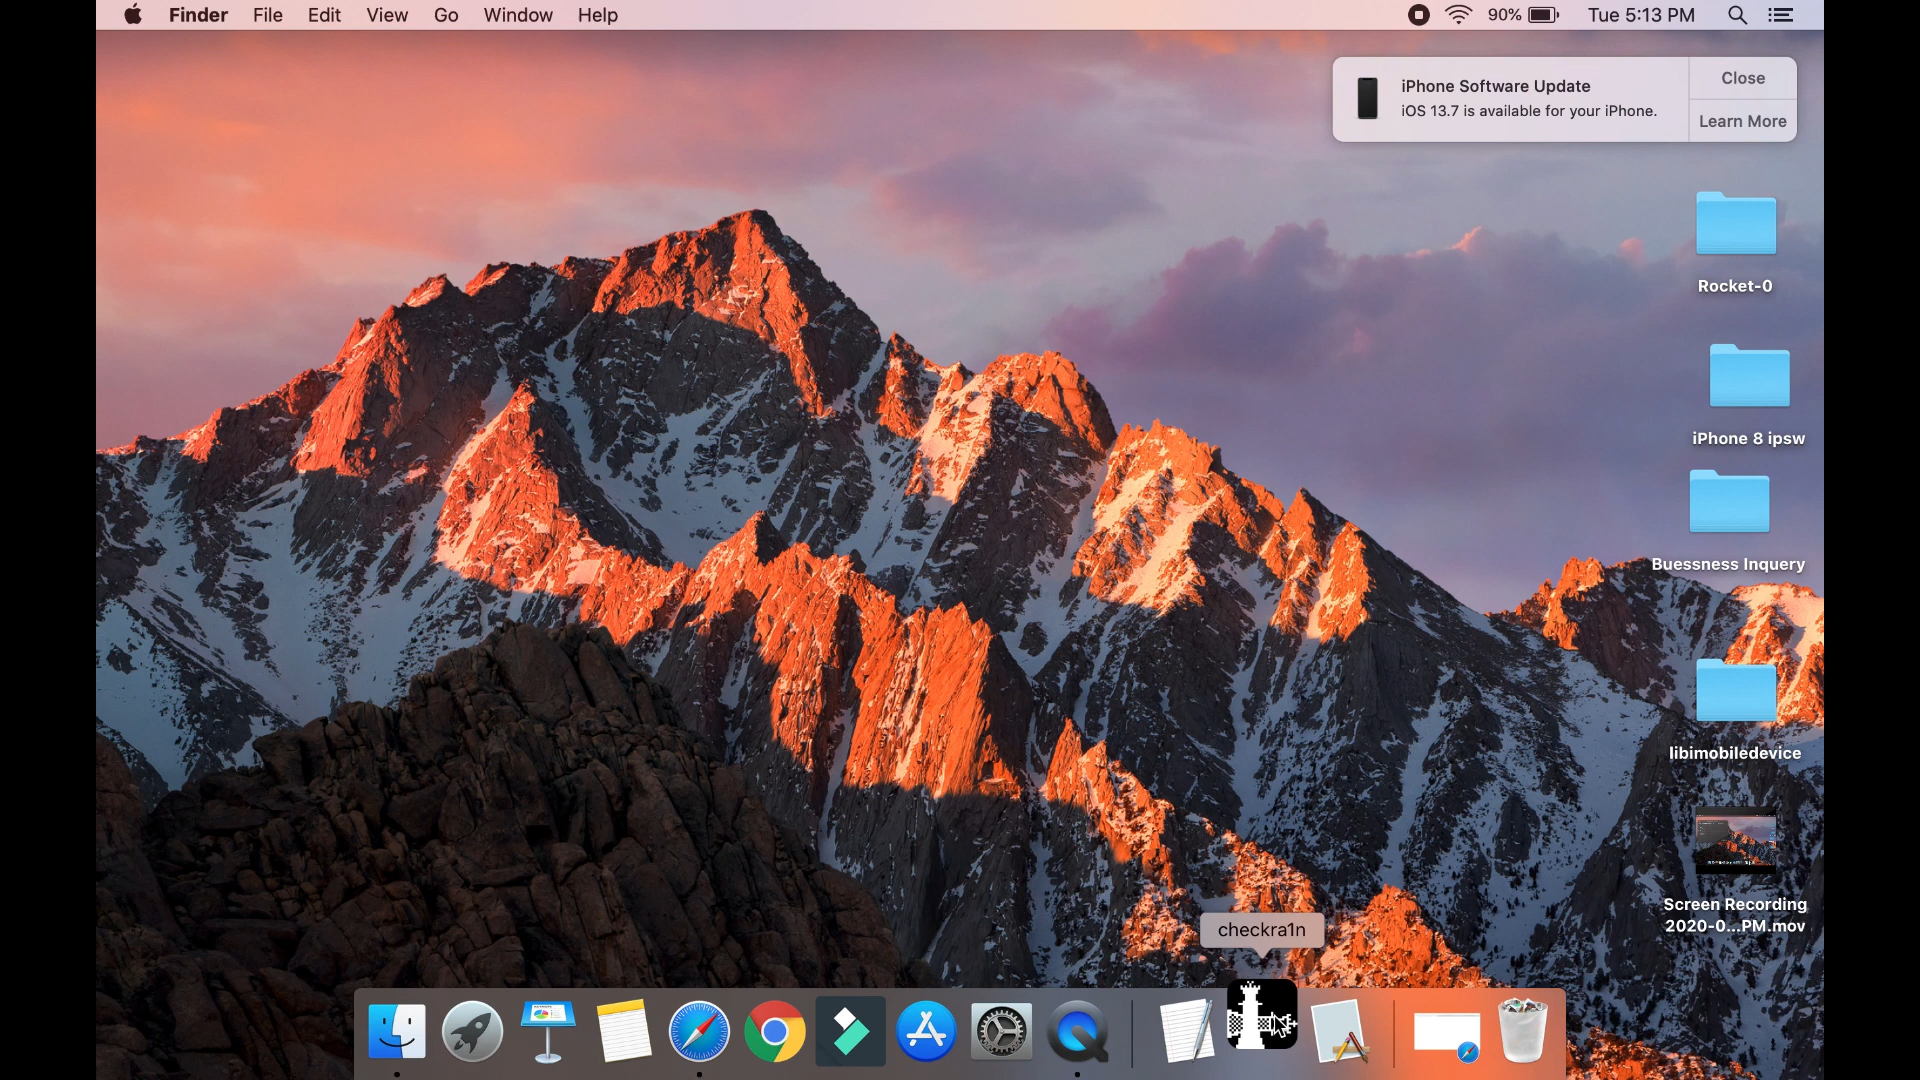 Finder File Edit View Go Window Help 90% Tue 5:13 PM
iPhone Software Update
iOS 13.7 is available for your iPhone.
Close
Learn More
Rocket-0
iPhone 8 ipsw
Buessness Inquery
libimobiledevice
Screen Recording
2020-0...PM.mov
checkra1n